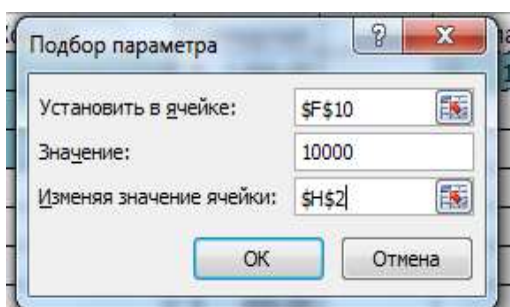 Подбор параметра
Установить в ячейке: $F$10
Значение: 10000
Изменяя значение ячейки: $H$2
ОК Отмена